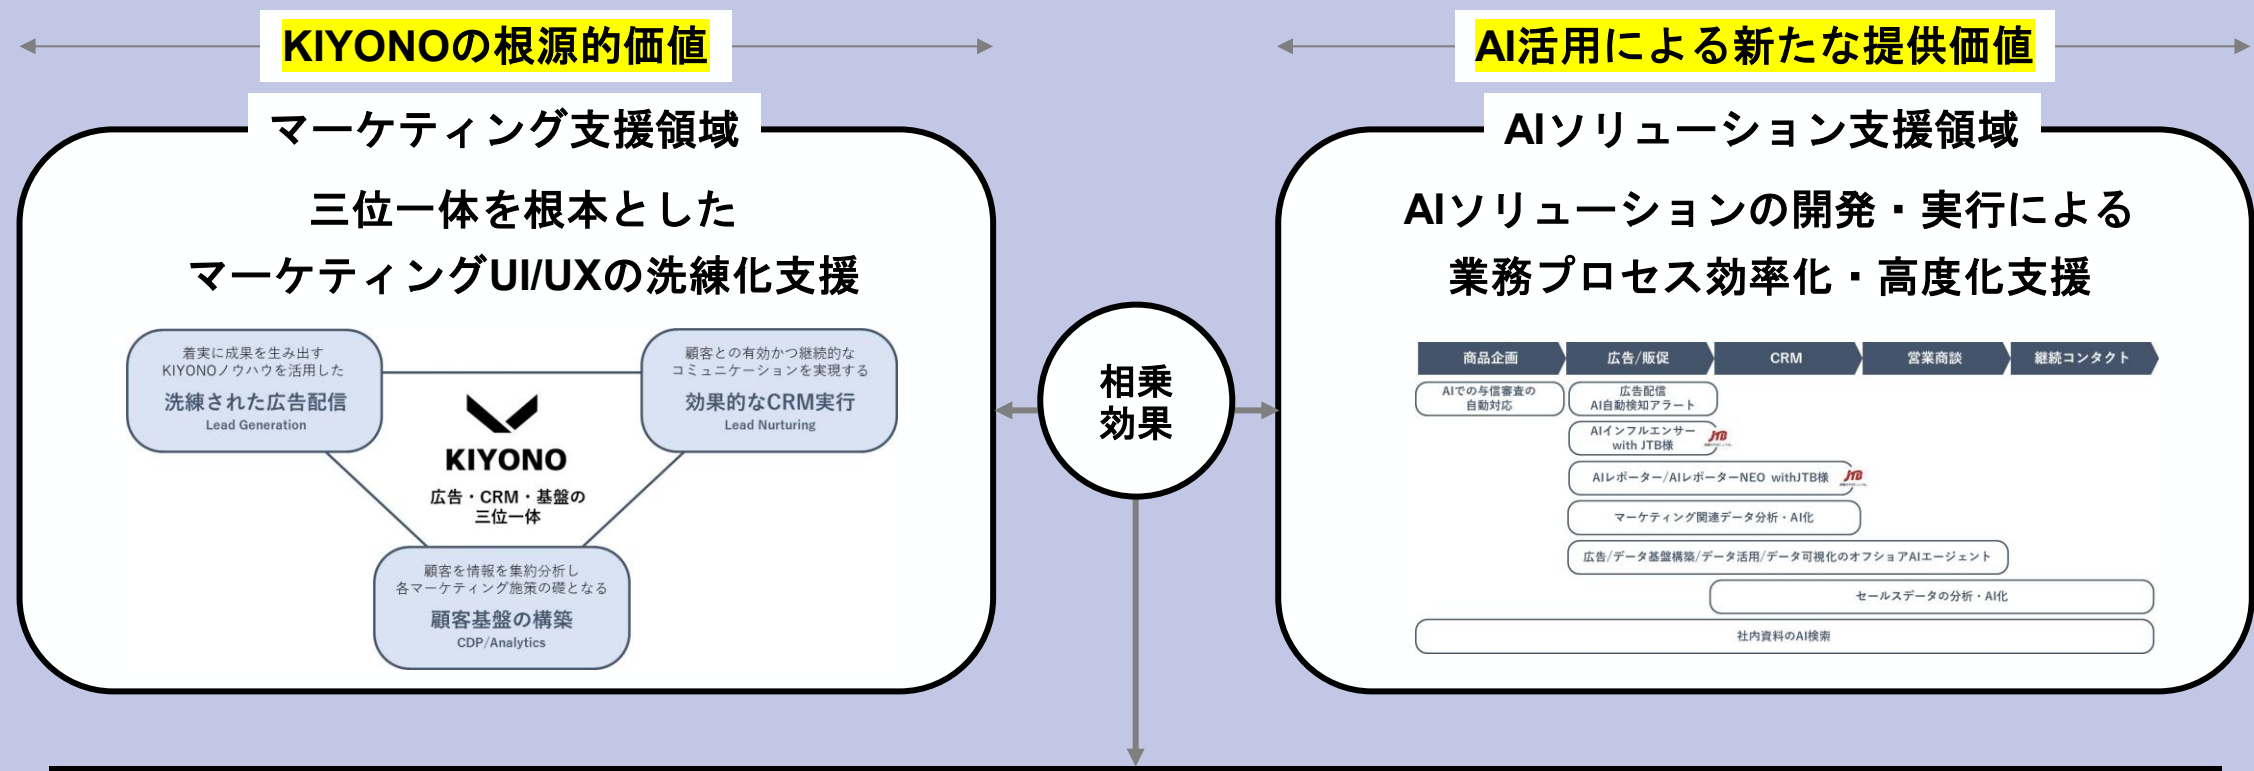 KIYONOの根源的価値
マーケティング支援領域
三位一体を根本とした
マーケティングUI/UXの洗練化支援
着実に成果を生み出す
KIYONOノウハウを活用した
洗練された広告配信
Lead Generation
顧客との有効かつ継続的な
コミュニケーションを実現する
効果的なCRM実行
Lead Nurturing
KIYONO
広告・CRM・基盤の
三位一体
顧客を情報を集約分析し
各マーケティング施策の礎となる
顧客基盤の構築
CDP/Analytics
相乗
効果
AI活用による新たな提供価値
AIソリューション支援領域
AIソリューションの開発・実行による
業務プロセス効率化・高度化支援
商品企画
広告/販促
CRM
営業商談
継続コンタクト
AIでの与信審査の
自動対応
広告配信
AI自動検知アラート
AIインフルエンサー
with JTB様
JTB
AIレポーター/AIレポーターNEO withJTB様
JTB
マーケティング関連データ分析・AI化
広告/データ基盤構築/データ活用/データ可視化のオフショアAIエージェント
セールスデータの分析・AI化
社内資料のAI検索